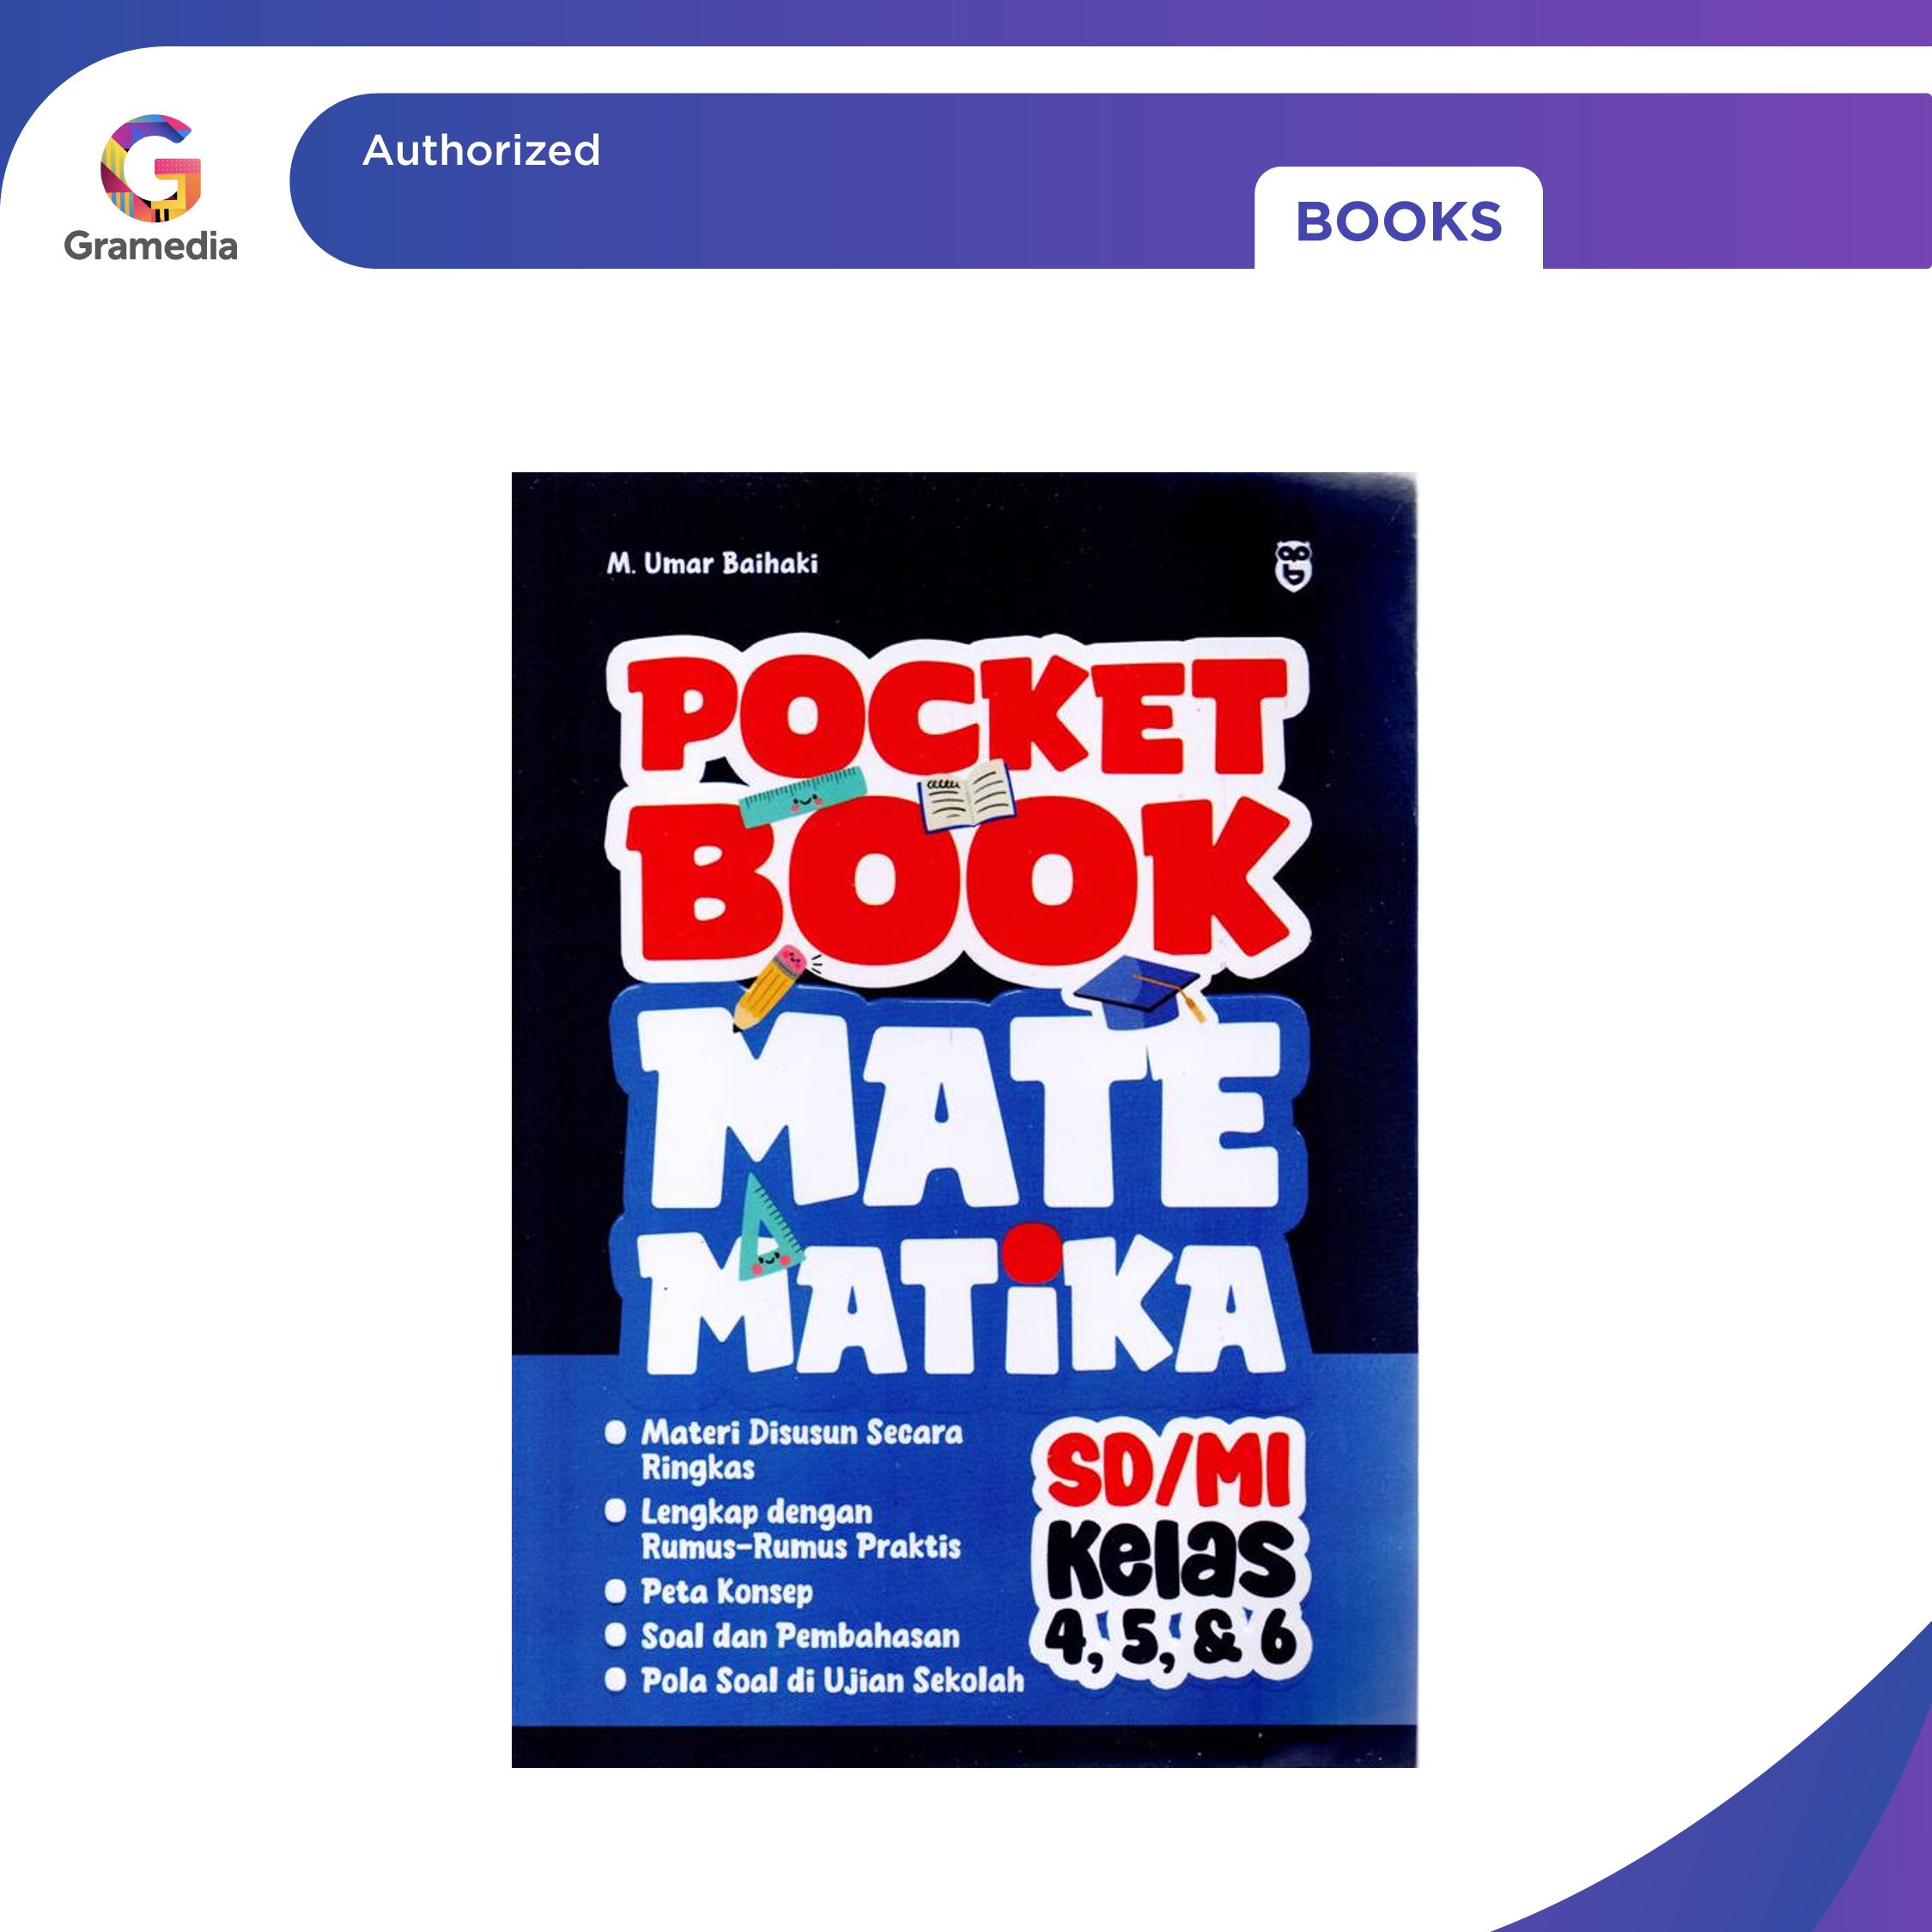 Gramedia
Authorized
BOOKS
M. Umar Baihaki
POCKET
BOOK
MATE
MATiKA
Materi Disusun Secara
Ringkas
Lengkap dengan
Rumus-Rumus Praktis
Peta Konsep
Soal dan Pembahasan
Pola Soal di Ujian Sekolah
SD/MI
Kelas
4, 5, & 6